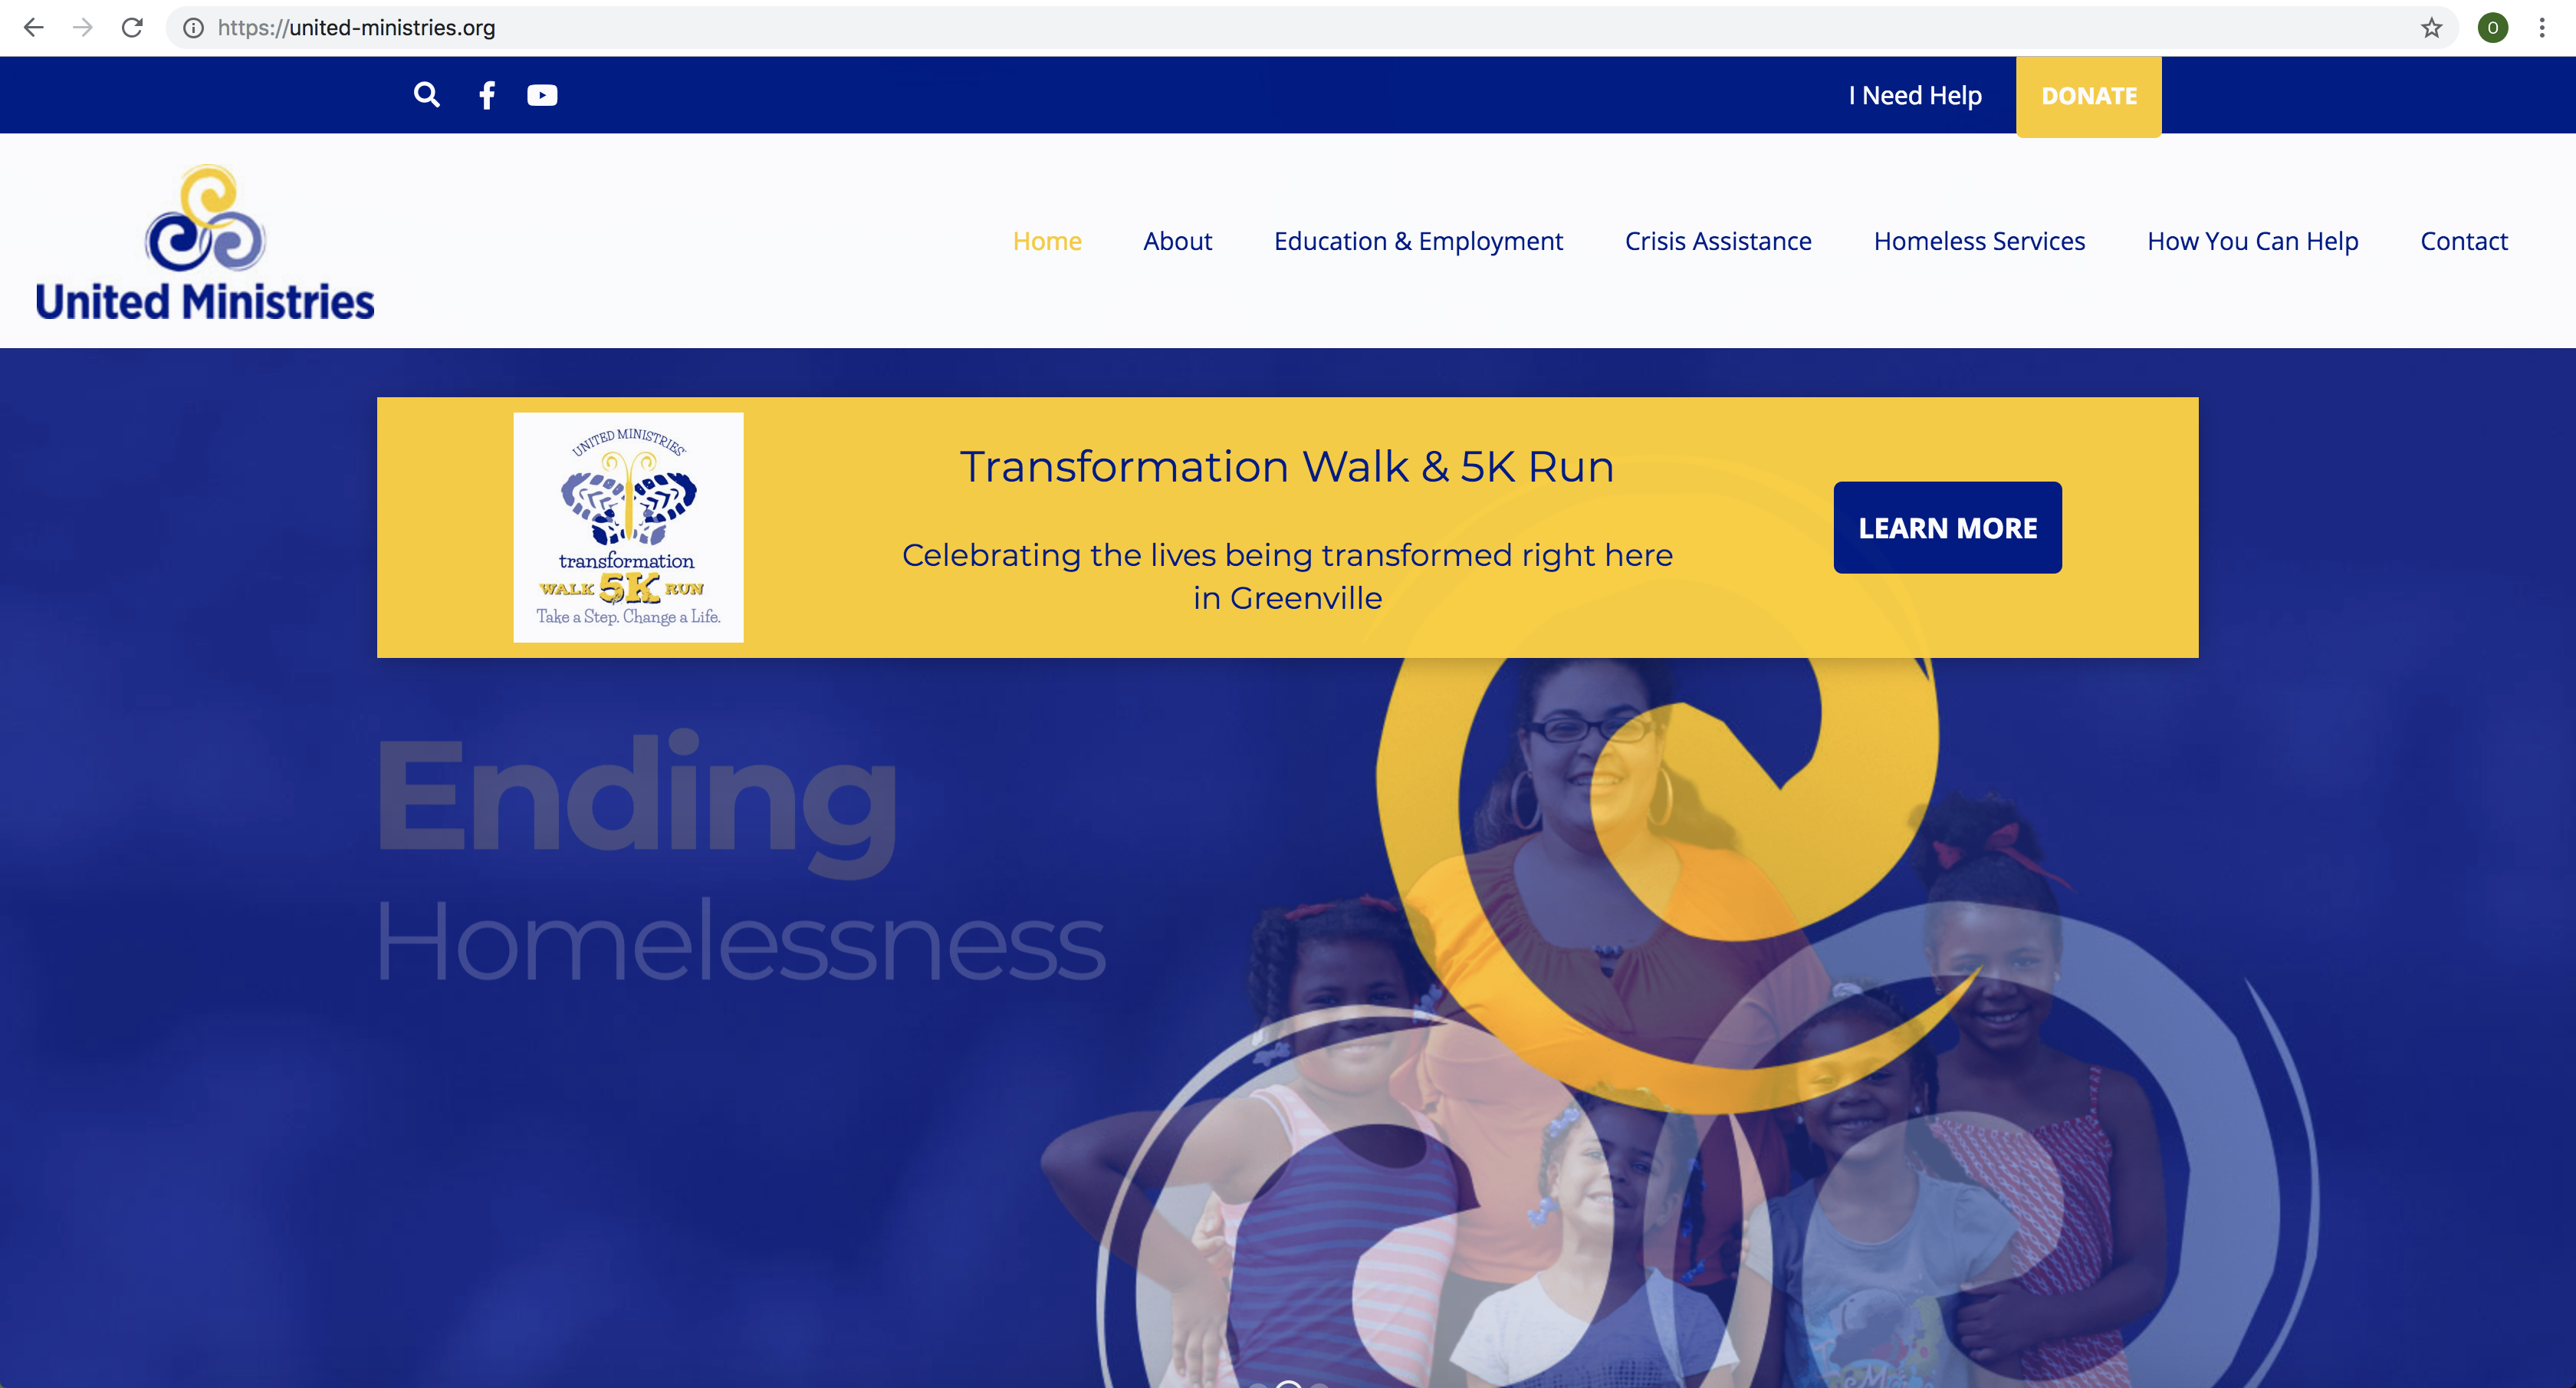 https://united-ministries.org
O
I Need Help
DONATE
United Ministries
Home
About
Education & Employment
Crisis Assistance
Homeless Services
How You Can Help
Contact
UNITED MINISTRIES'
transformation
WALK 5K RUN
Take a Step. Change a Life.
Transformation Walk & 5K Run
Celebrating the lives being transformed right here
in Greenville
LEARN MORE
Ending
Homelessness